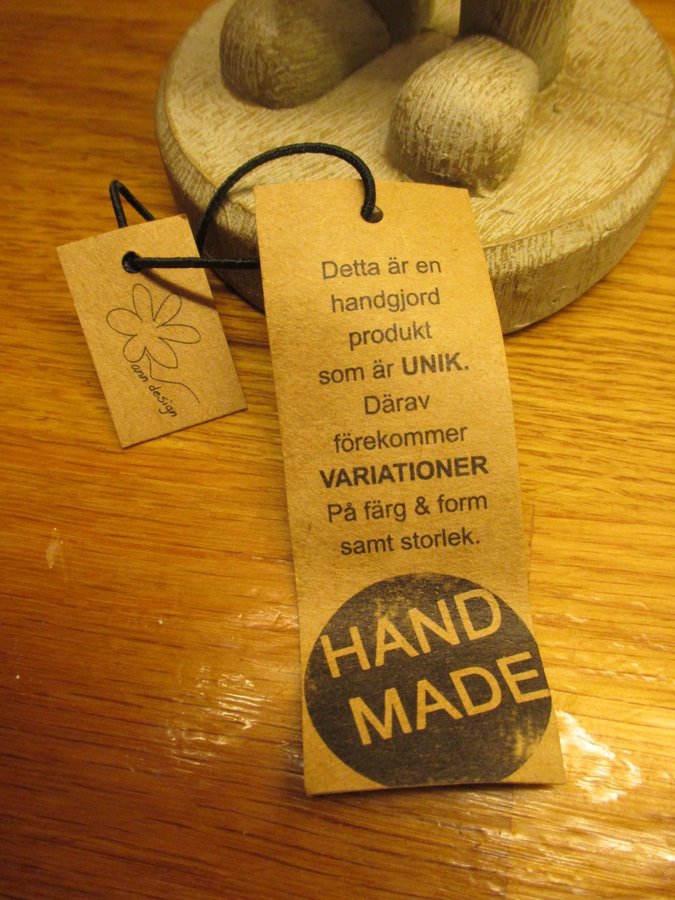 Detta är en
handgjord
produkt
som är UNIK.
Därav
förekommer
VARIATIONER
På färg & form
samt storlek.
HAND
MADE
ann design